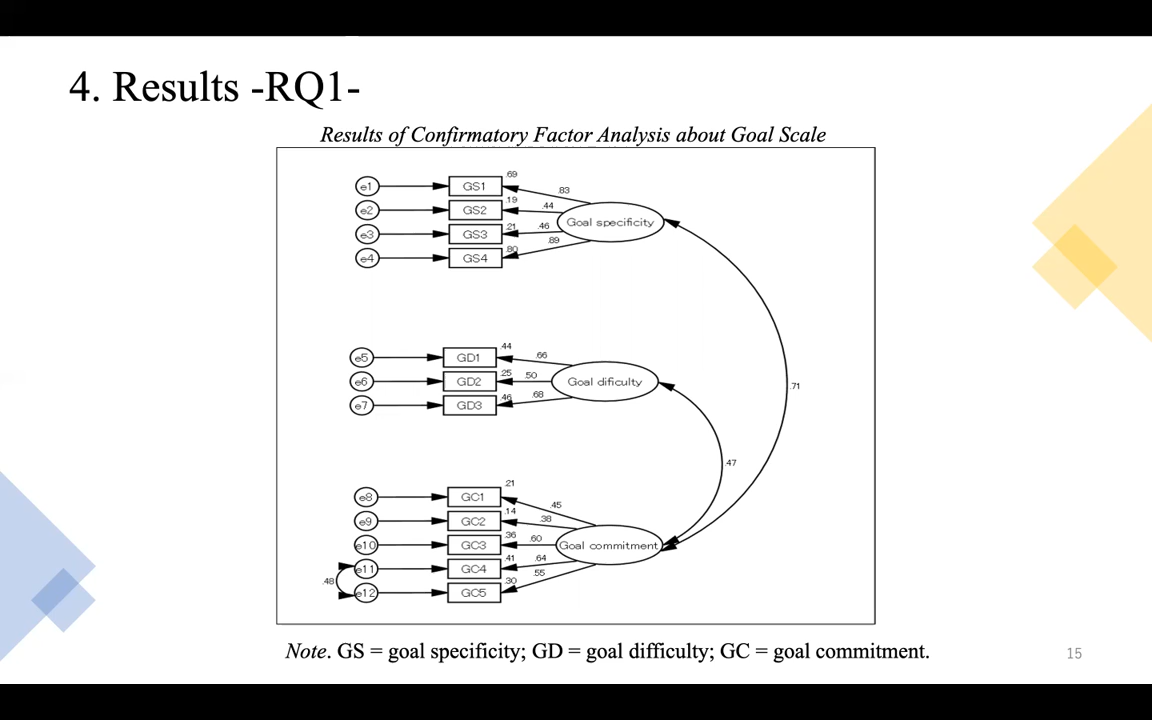 4. Results -RQ1-
Results of Confirmatory Factor Analysis about Goal Scale
.69
e1 GS1 .83
.19
e2 GS2 .44 Goal specificity
.21
e3 GS3 .46
.80 .89
e4 GS4
.44
e5 GD1 .66
.25
e6 GD2 .50 Goal dificulty
.46
e7 GD3 .68
.71
.47
.21
e8 GC1 .45
.14
e9 GC2 .38
.36
e10 GC3 .60 Goal commitment
.41
e11 GC4 .64
.48
.30 .55
e12 GC5
Note. GS = goal specificity; GD = goal difficulty; GC = goal commitment.
15